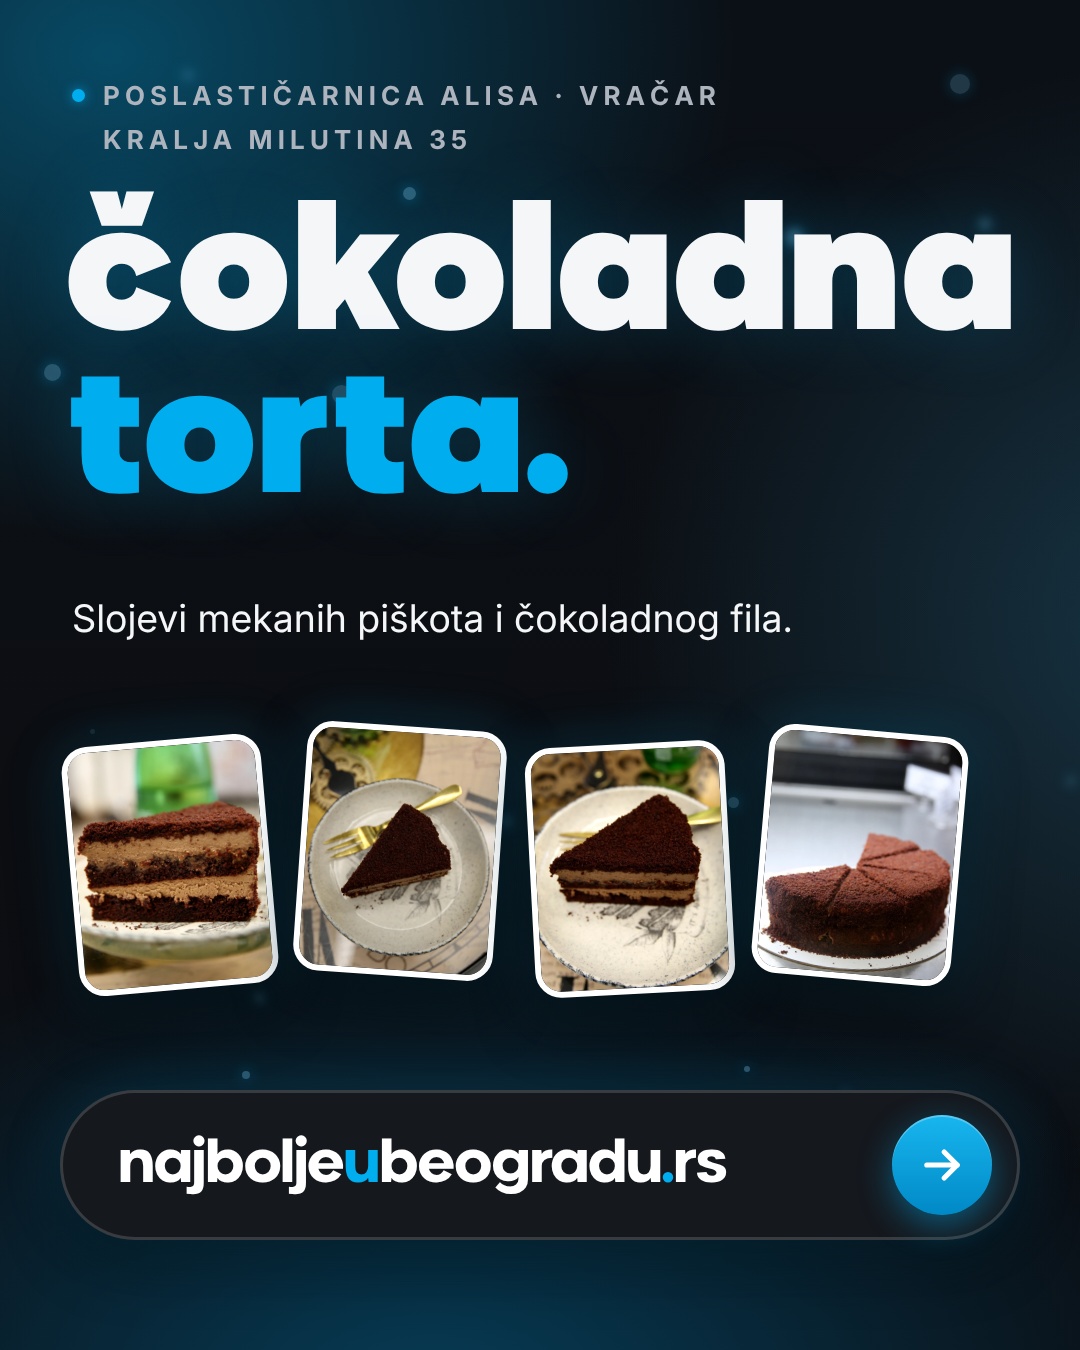 POSLASTIČARNICA ALISA · VRAČAR
KRALJA MILUTINA 35
čokoladna
torta.
Slojevi mekanih piškota i čokoladnog fila.
najboljeubeogradu.rs